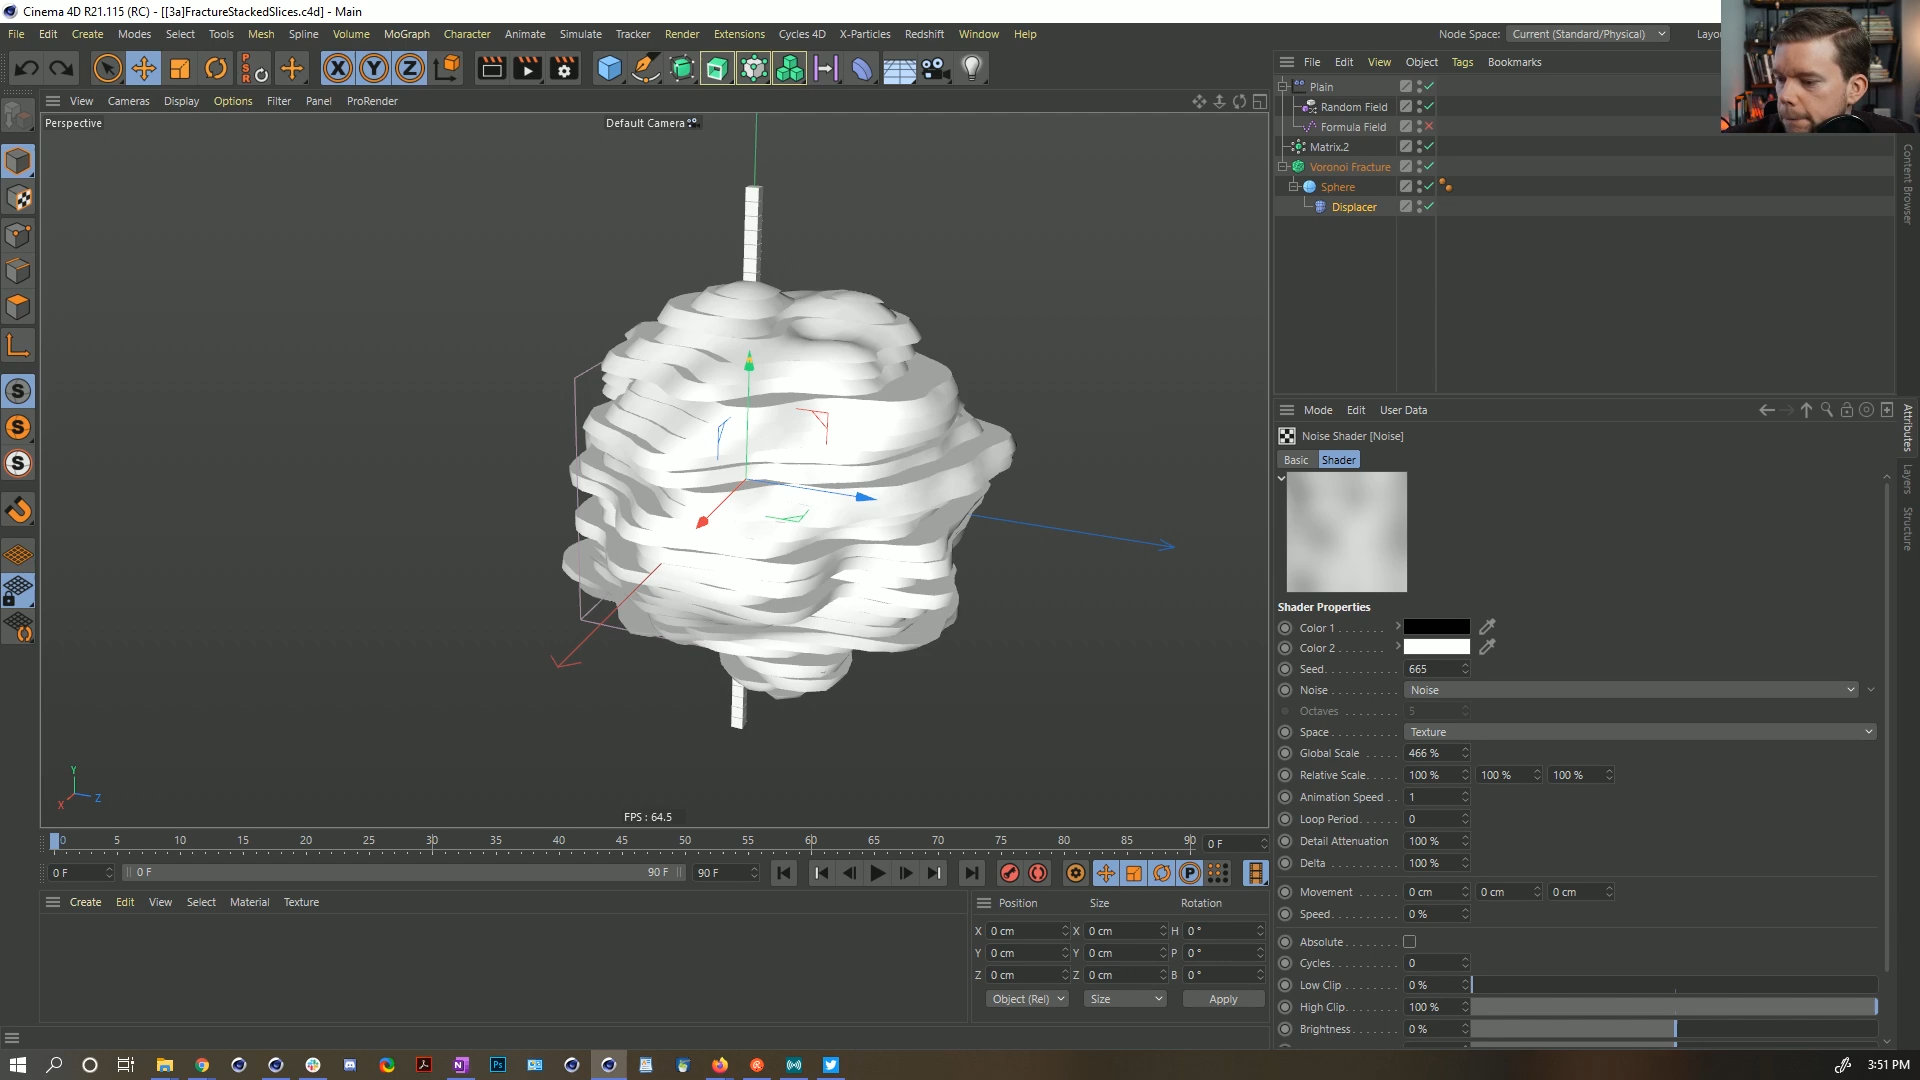 Cinema 4D R21.115 (RC) - [[3a]FractureStackedSlices.c4d] - Main
File Edit Create Modes Select Tools Mesh Spline Volume MoGraph Character Animate Simulate Tracker Render Extensions Cycles 4D X-Particles Redshift Window Help
Node Space: Current (Standard/Physical)
X Y Z
PSR
View Cameras Display Options Filter Panel ProRender
Perspective
Default Camera
FPS : 64.5
Y
X Z
0 5 10 15 20 25 30 35 40 45 50 55 60 65 70 75 80 85 90 0 F
0 F 0 F 90 F 90 F
Create Edit View Select Material Texture
Position Size Rotation
X 0 cm X 0 cm H 0 °
Y 0 cm Y 0 cm P 0 °
Z 0 cm Z 0 cm B 0 °
Object (Rel) Size Apply
File Edit View Object Tags Bookmarks
Plain
Random Field
Formula Field
Matrix.2
Voronoi Fracture
Sphere
Displacer
Content Browser
Mode Edit User Data
Noise Shader [Noise]
Basic Shader
Attributes
Layers
Structure
Shader Properties
Color 1
Color 2
Seed 665
Noise Noise
Octaves 5
Space Texture
Global Scale 466 %
Relative Scale 100 % 100 % 100 %
Animation Speed 1
Loop Period 0
Detail Attenuation 100 %
Delta 100 %
Movement 0 cm 0 cm 0 cm
Speed 0 %
Absolute
Cycles 0
Low Clip 0 %
High Clip 100 %
Brightness 0 %
3:51 PM